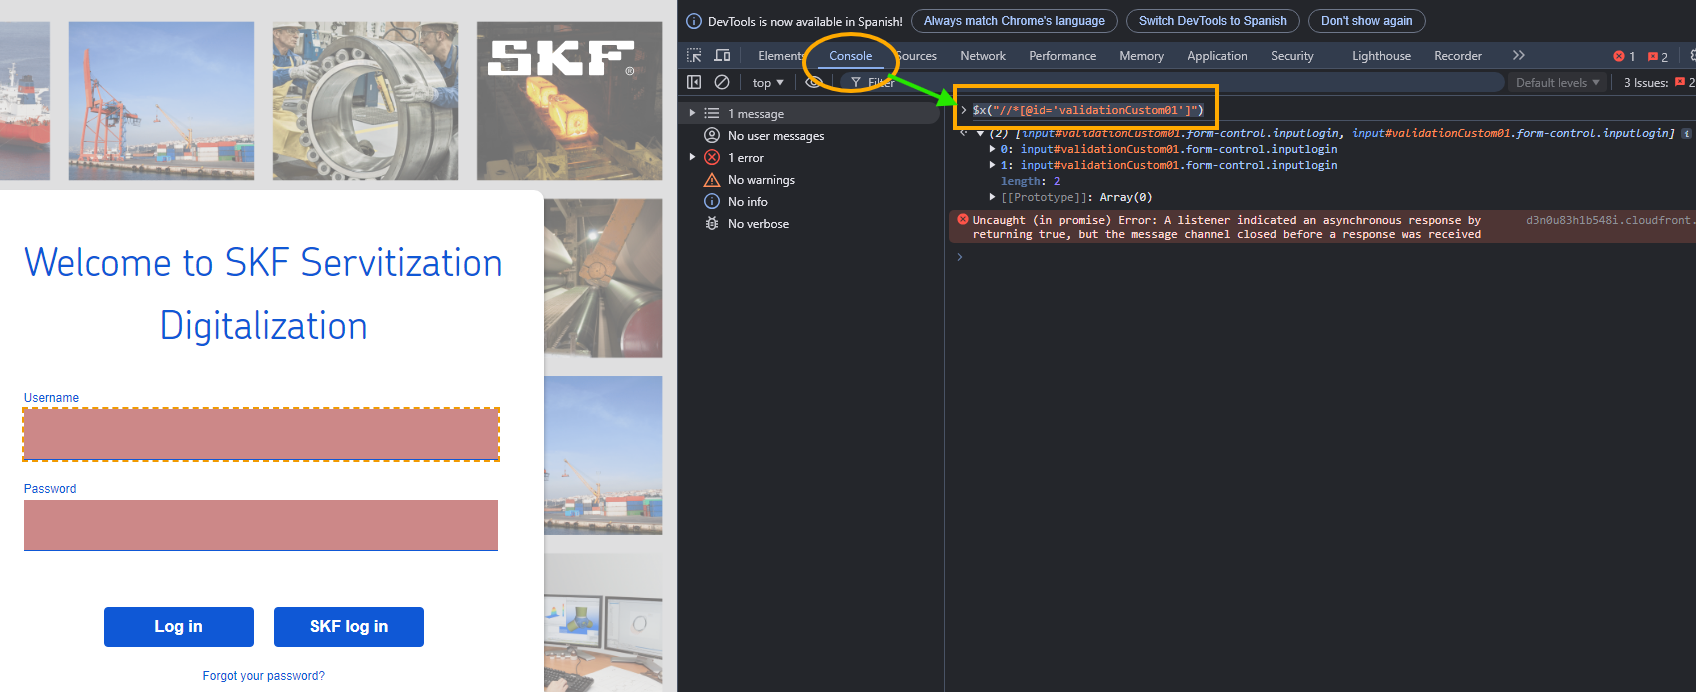 SKF®
Welcome to SKF Servitization
Digitalization
Username
Password
Log in
SKF log in
Forgot your password?
DevTools is now available in Spanish!
Always match Chrome's language
Switch DevTools to Spanish
Don't show again
Elements
Console
Sources
Network
Performance
Memory
Application
Security
Lighthouse
Recorder
1
2
top
Filter
Default levels
3 Issues:
2
1 message
No user messages
1 error
No warnings
No info
No verbose
> $x("//*[@id='validationCustom01']")
(2) [input#validationCustom01.form-control.inputlogin, input#validationCustom01.form-control.inputlogin]
0: input#validationCustom01.form-control.inputlogin
1: input#validationCustom01.form-control.inputlogin
length: 2
[[Prototype]]: Array(0)
Uncaught (in promise) Error: A listener indicated an asynchronous response by d3n0u83h1b548i.cloudfront.
returning true, but the message channel closed before a response was received
>